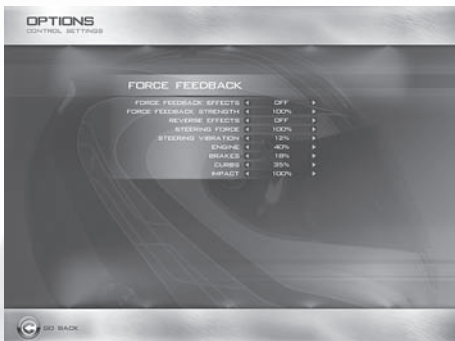 OPTIONS
CONTROL SETTINGS
FORCE FEEDBACK
FORCE FEEDBACK EFFECTS OFF
FORCE FEEDBACK STRENGTH 100%
REVERSE EFFECTS OFF
STEERING FORCE 100%
STEERING VIBRATION 12%
ENGINE 40%
BRAKES 18%
CURBS 35%
IMPACT 100%
GO BACK